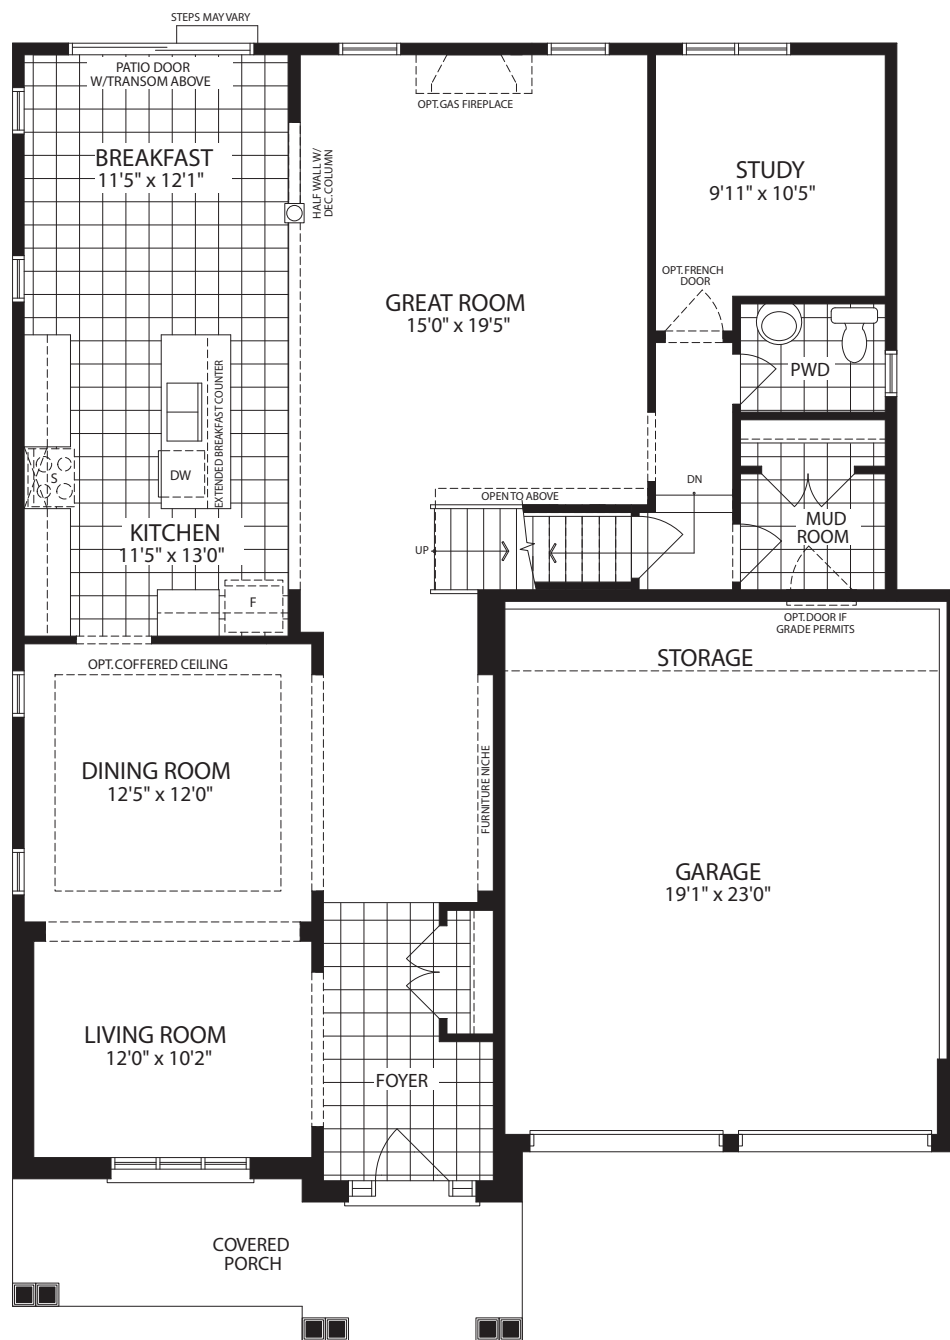 STEPS MAY VARY
PATIO DOOR
W/TRANSOM ABOVE
OPT.GAS FIREPLACE
BREAKFAST
11'5" x 12'1"
HALF WALL W/
DEC.COLUMN
STUDY
9'11" x 10'5"
OPT.FRENCH
DOOR
GREAT ROOM
15'0" x 19'5"
PWD
EXTENDED BREAKFAST COUNTER
S
DW
DN
OPEN TO ABOVE
KITCHEN
11'5" x 13'0"
MUD
ROOM
UP
F
OPT.DOOR IF
GRADE PERMITS
OPT.COFFERED CEILING
STORAGE
DINING ROOM
12'5" x 12'0"
FURNITURE NICHE
GARAGE
19'1" x 23'0"
LIVING ROOM
12'0" x 10'2"
FOYER
COVERED
PORCH